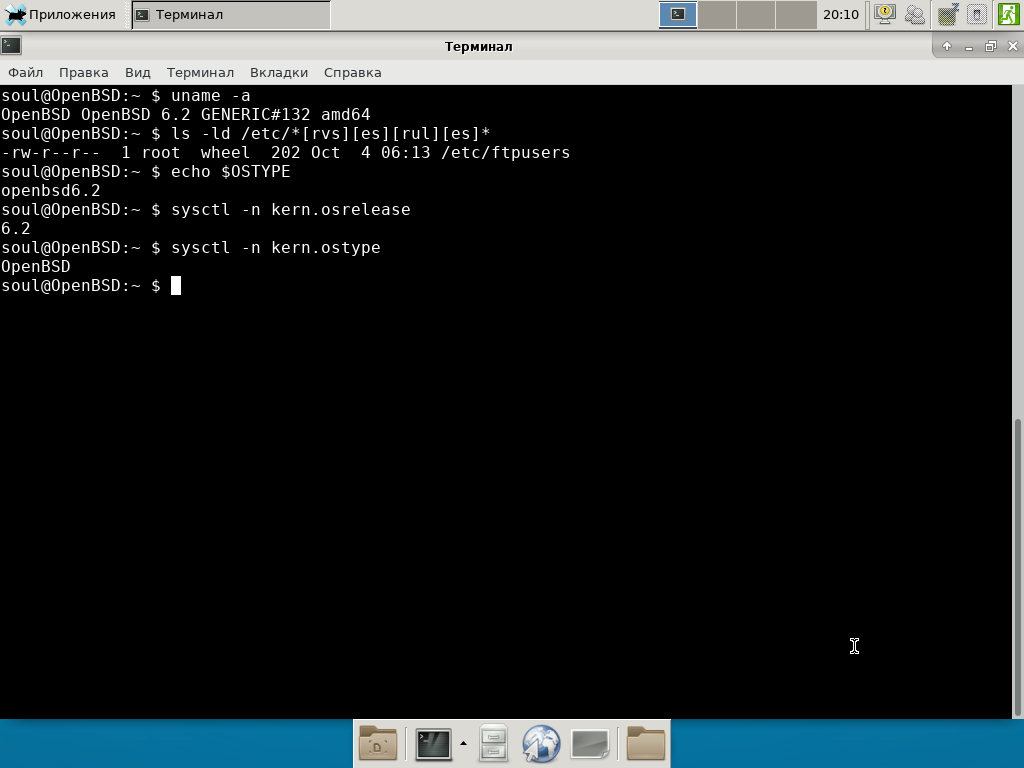 Приложения
Терминал
20:10
Терминал
Файл Правка Вид Терминал Вкладки Справка
soul@OpenBSD:~ $ uname -a
OpenBSD OpenBSD 6.2 GENERIC#132 amd64
soul@OpenBSD:~ $ ls -ld /etc/*[rvs][es][rul][es]*
-rw-r--r--  1 root  wheel  202 Oct  4 06:13 /etc/ftpusers
soul@OpenBSD:~ $ echo $OSTYPE
openbsd6.2
soul@OpenBSD:~ $ sysctl -n kern.osrelease
6.2
soul@OpenBSD:~ $ sysctl -n kern.ostype
OpenBSD
soul@OpenBSD:~ $